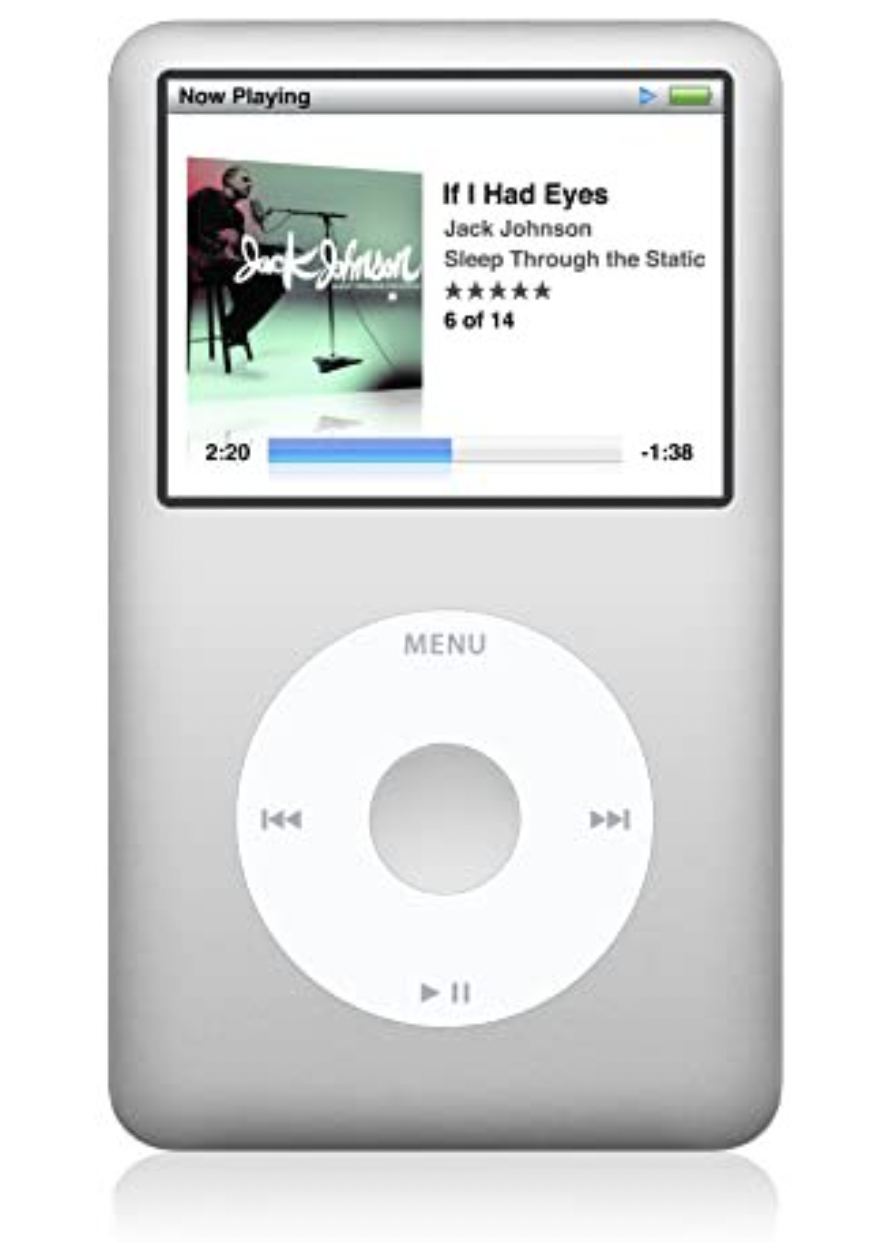 Now Playing
If I Had Eyes
Jack Johnson
Sleep Through the Static
6 of 14
Jack Johnson
2:20
-1:38
MENU